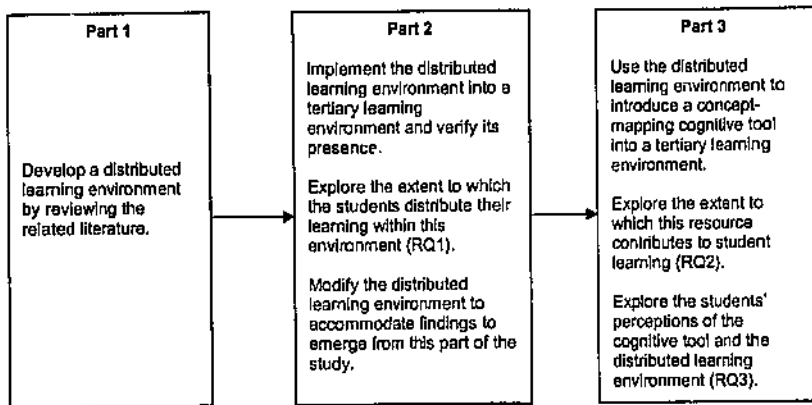 Part 1
Develop a distributed
learning environment
by reviewing the
related literature.
Part 2
Implement the distributed
learning environment into a
tertiary learning
environment and verify its
presence.
Explore the extent to which
the students distribute their
learning within this
environment (RQ1).
Modify the distributed
learning environment to
accommodate findings to
emerge from this part of the
study.
Part 3
Use the distributed
learning environment to
introduce a concept-
mapping cognitive tool
into a tertiary learning
environment.
Explore the extent to
which this resource
contributes to student
learning (RQ2).
Explore the students'
perceptions of the
cognitive tool and the
distributed learning
environment (RQ3).